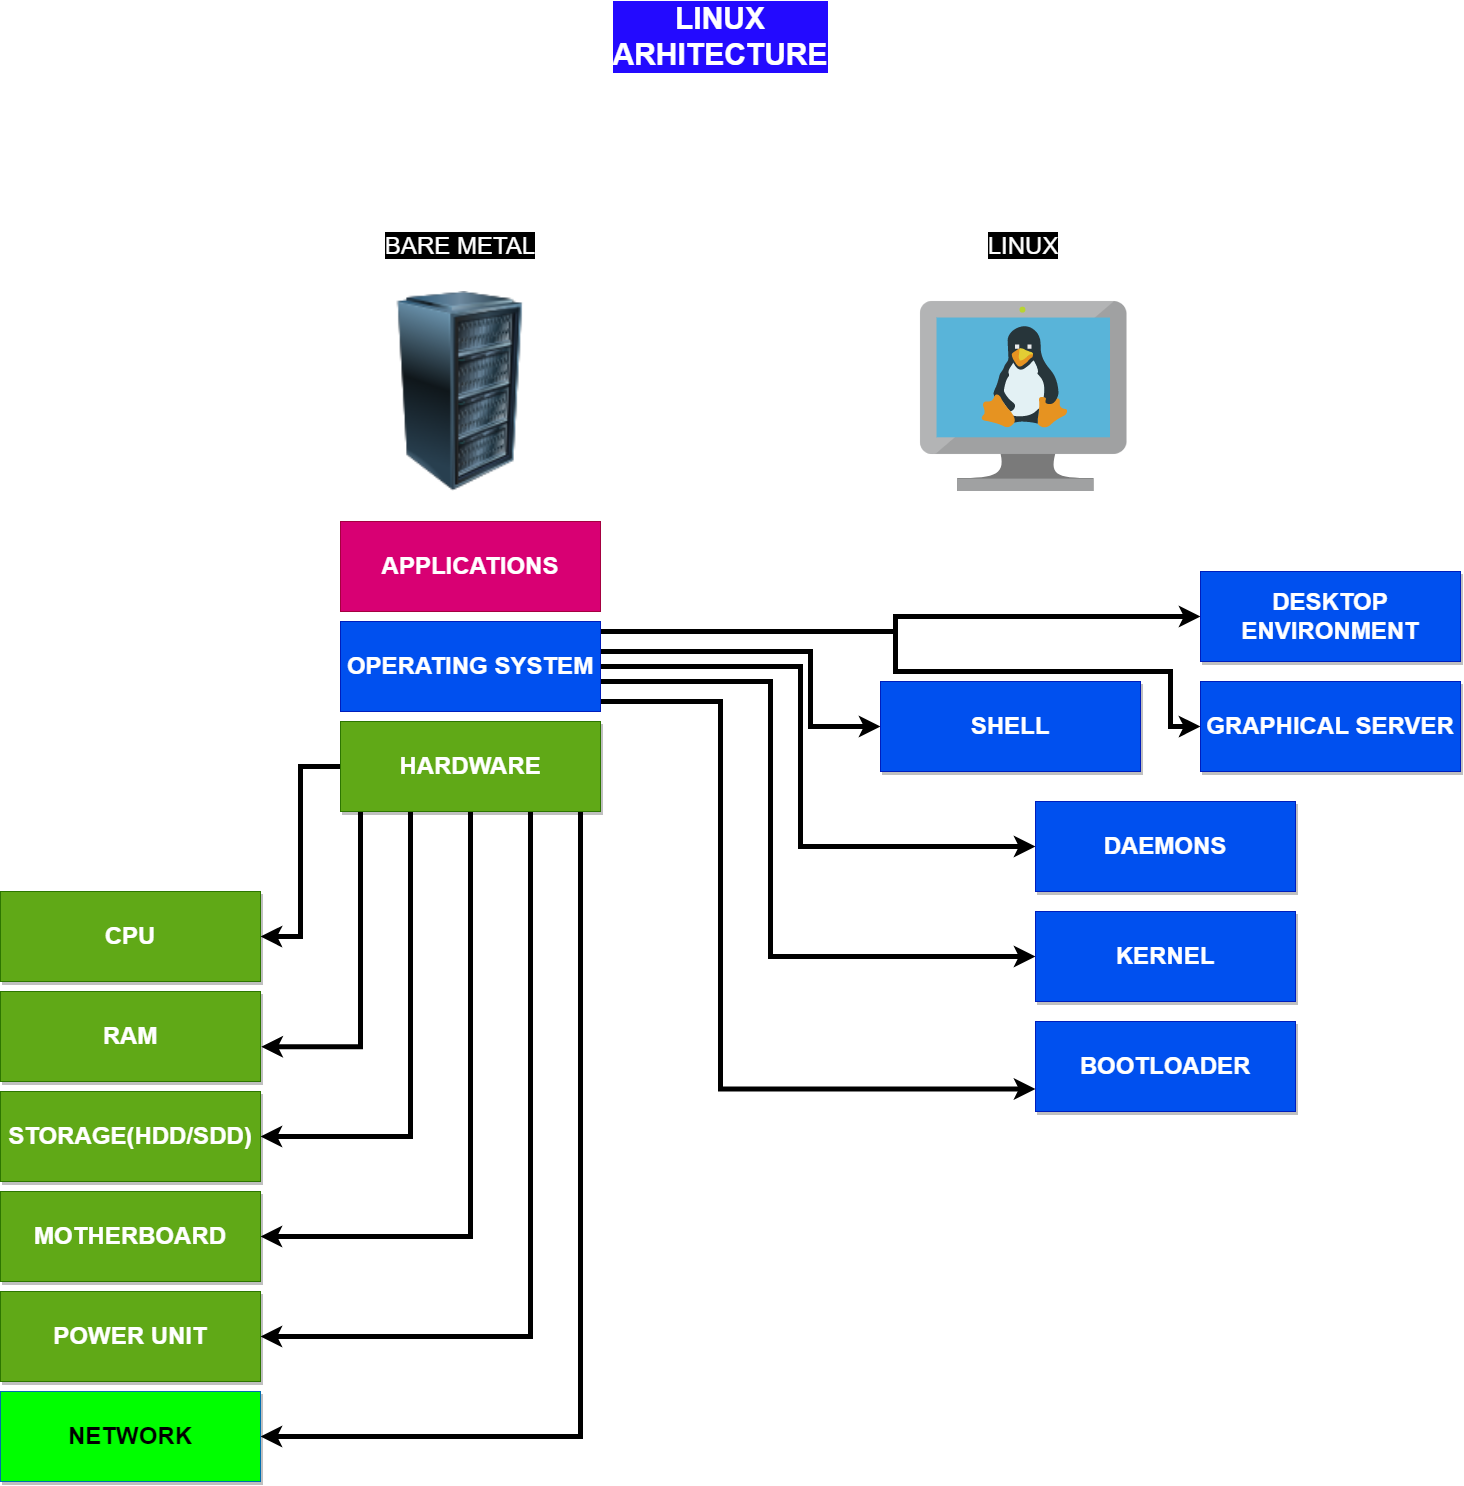 LINUX
ARHITECTURE
BARE METAL
LINUX
APPLICATIONS
OPERATING SYSTEM
HARDWARE
CPU
RAM
STORAGE(HDD/SDD)
MOTHERBOARD
POWER UNIT
NETWORK
DESKTOP
ENVIRONMENT
SHELL
GRAPHICAL SERVER
DAEMONS
KERNEL
BOOTLOADER